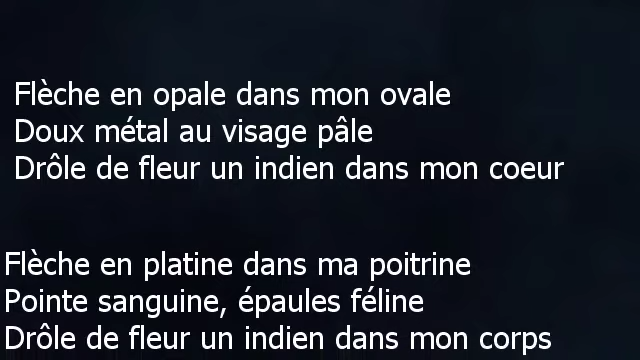 Flèche en opale dans mon ovale
Doux métal au visage pâle
Drôle de fleur un indien dans mon coeur
Flèche en platine dans ma poitrine
Pointe sanguine, épaules féline
Drôle de fleur un indien dans mon corps